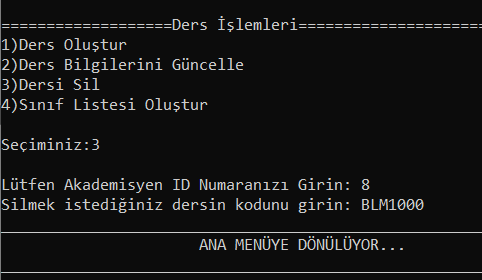 ==================Ders İşlemleri===================
1)Ders Oluştur
2)Ders Bilgilerini Güncelle
3)Dersi Sil
4)Sınıf Listesi Oluştur
Seçiminiz:3
Lütfen Akademisyen ID Numaranızı Girin: 8
Silmek istediğiniz dersin kodunu girin: BLM1000
ANA MENÜYE DÖNÜLÜYOR...